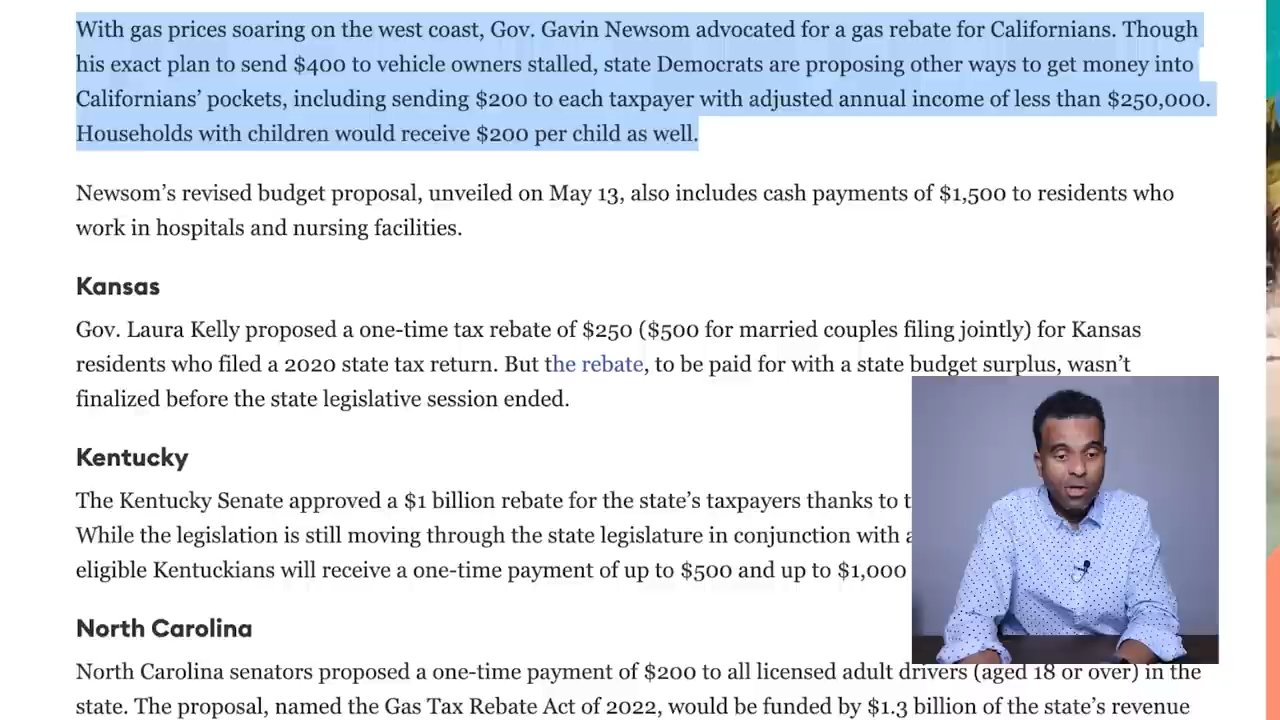 With gas prices soaring on the west coast, Gov. Gavin Newsom advocated for a gas rebate for Californians. Though
his exact plan to send $400 to vehicle owners stalled, state Democrats are proposing other ways to get money into
Californians’ pockets, including sending $200 to each taxpayer with adjusted annual income of less than $250,000.
Households with children would receive $200 per child as well.
Newsom’s revised budget proposal, unveiled on May 13, also includes cash payments of $1,500 to residents who
work in hospitals and nursing facilities.
Kansas
Gov. Laura Kelly proposed a one-time tax rebate of $250 ($500 for married couples filing jointly) for Kansas
residents who filed a 2020 state tax return. But the rebate, to be paid for with a state budget surplus, wasn’t
finalized before the state legislative session ended.
Kentucky
The Kentucky Senate approved a $1 billion rebate for the state’s taxpayers thanks to
While the legislation is still moving through the state legislature in conjunction with
eligible Kentuckians will receive a one-time payment of up to $500 and up to $1,000
North Carolina
North Carolina senators proposed a one-time payment of $200 to all licensed adult drivers (aged 18 or over) in the
state. The proposal, named the Gas Tax Rebate Act of 2022, would be funded by $1.3 billion of the state’s revenue